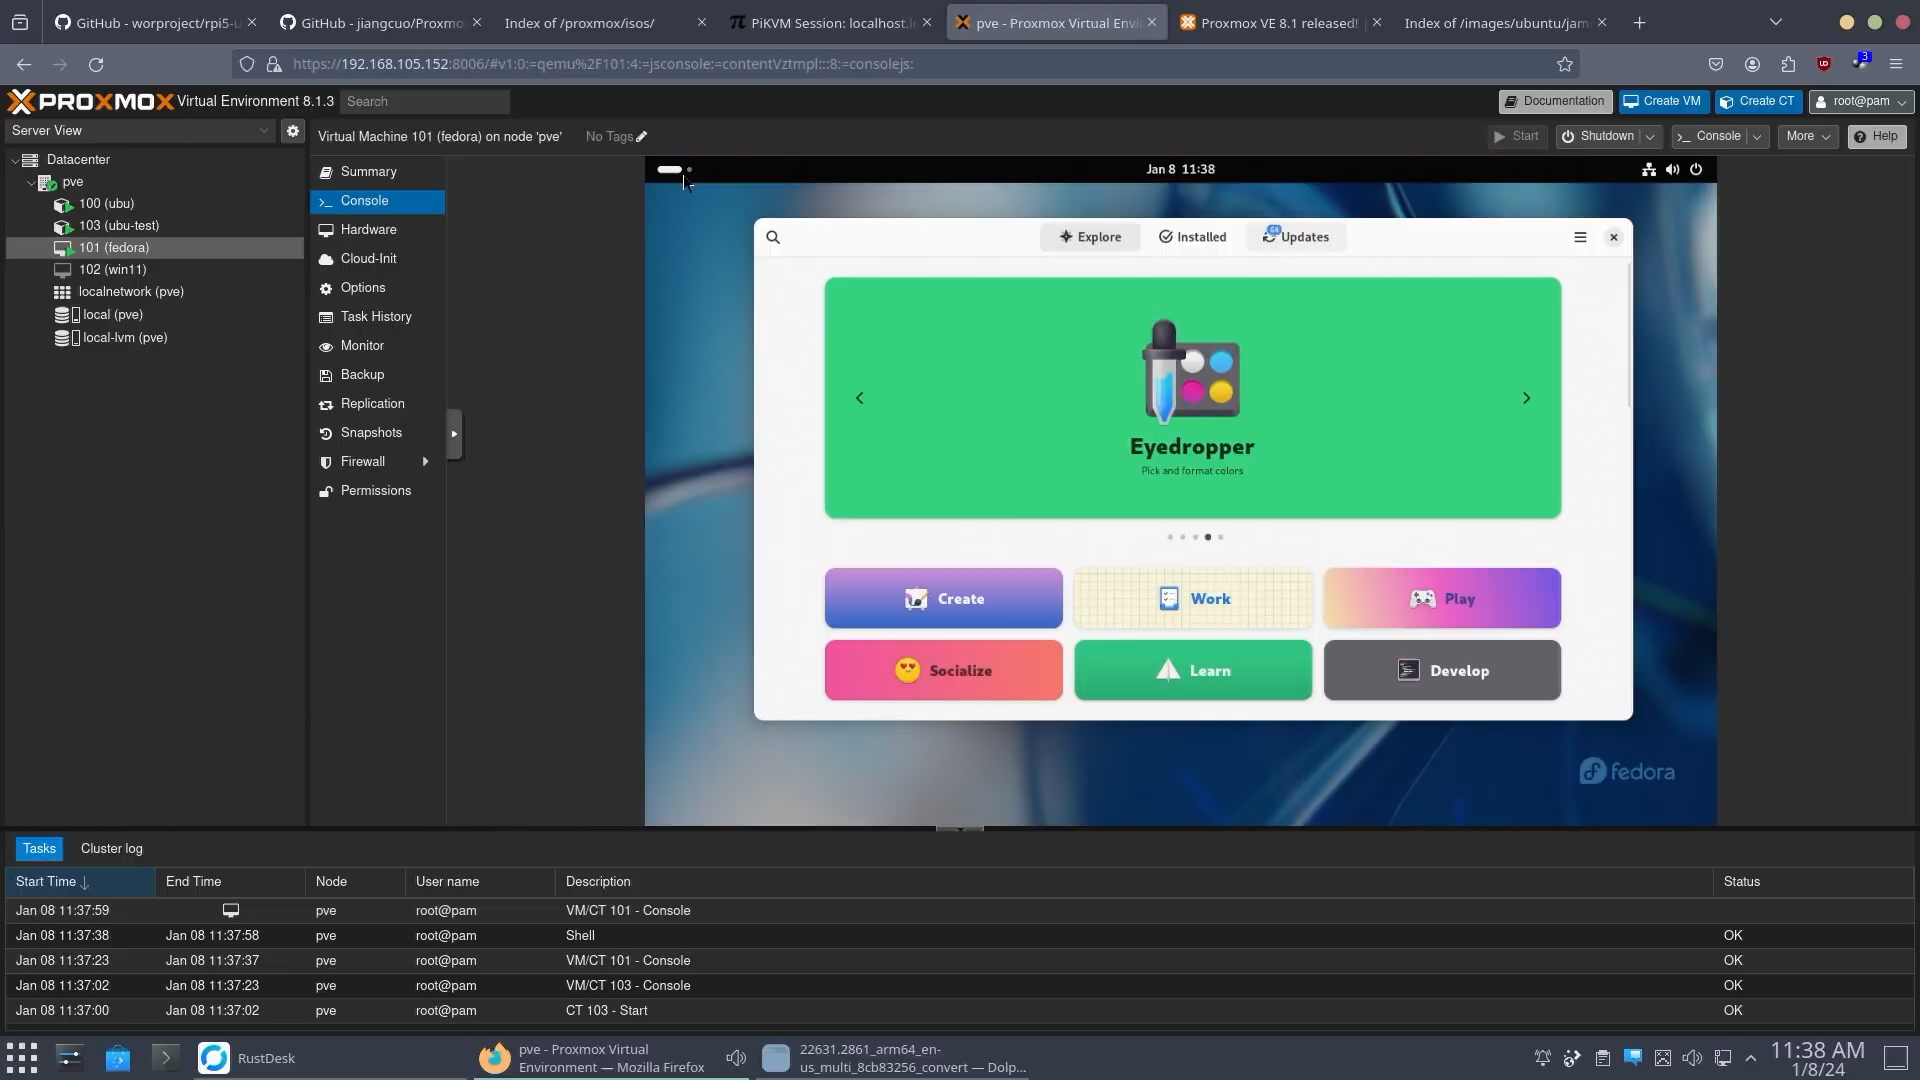 GitHub - worproject/rpi5-u
GitHub - jiangcuo/Proxmo
Index of /proxmox/isos/
PiKVM Session: localhost.l
pve - Proxmox Virtual Envi
Proxmox VE 8.1 released!
Index of /images/ubuntu/jam
https://192.168.105.152:8006/#v1:0:=qemu%2F101:4:=jsconsole:=contentVztmpl:::8:=consolejs:
3
PROXMOX Virtual Environment 8.1.3
Search
Documentation
Create VM
Create CT
root@pam
Server View
Virtual Machine 101 (fedora) on node 'pve'
No Tags
Start
Shutdown
Console
More
Help
Datacenter
pve
100 (ubu)
103 (ubu-test)
101 (fedora)
102 (win11)
localnetwork (pve)
local (pve)
local-lvm (pve)
Summary
Console
Hardware
Cloud-Init
Options
Task History
Monitor
Backup
Replication
Snapshots
Firewall
Permissions
Jan 8 11:38
Explore
Installed
64
Updates
Eyedropper
Pick and format colors
Create
Work
Play
Socialize
Learn
Develop
fedora
Tasks
Cluster log
Start Time
End Time
Node
User name
Description
Status
Jan 08 11:37:59 pve root@pam VM/CT 101 - Console
Jan 08 11:37:38 Jan 08 11:37:58 pve root@pam Shell OK
Jan 08 11:37:23 Jan 08 11:37:37 pve root@pam VM/CT 101 - Console OK
Jan 08 11:37:02 Jan 08 11:37:23 pve root@pam VM/CT 103 - Console OK
Jan 08 11:37:00 Jan 08 11:37:02 pve root@pam CT 103 - Start OK
RustDesk
pve - Proxmox Virtual
Environment — Mozilla Firefox
22631.2861_arm64_en-
us_multi_8cb83256_convert — Dolp...
11:38 AM
1/8/24